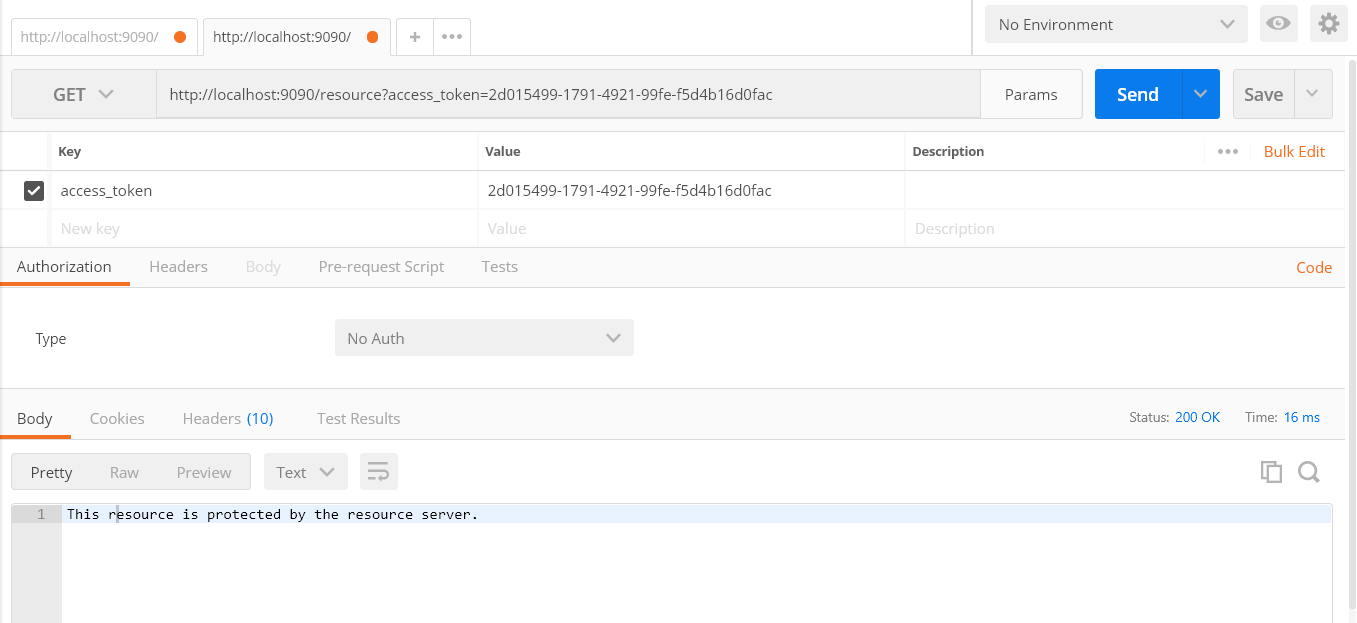 http://localhost:9090/ http://localhost:9090/ + ••• No Environment
GET http://localhost:9090/resource?access_token=2d015499-1791-4921-99fe-f5d4b16d0fac Params Send Save
Key Value Description ••• Bulk Edit
access_token 2d015499-1791-4921-99fe-f5d4b16d0fac
New key Value Description
Authorization Headers Body Pre-request Script Tests Code
Type No Auth
Body Cookies Headers (10) Test Results Status: 200 OK Time: 16 ms
Pretty Raw Preview Text
1 This resource is protected by the resource server.